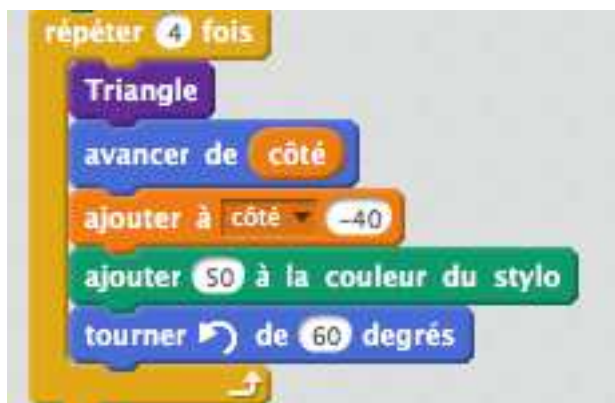 répéter 4 fois
Triangle
avancer de côté
ajouter à côté -40
ajouter 50 à la couleur du stylo
tourner de 60 degrés